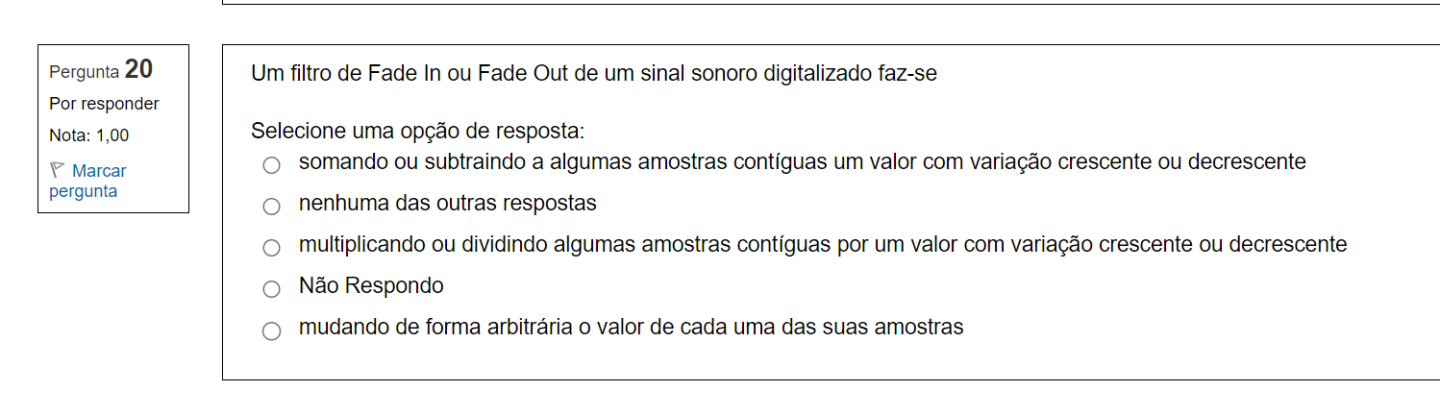 Pergunta 20
Por responder
Nota: 1,00
Marcar
pergunta
Um filtro de Fade In ou Fade Out de um sinal sonoro digitalizado faz-se
Selecione uma opção de resposta:
somando ou subtraindo a algumas amostras contíguas um valor com variação crescente ou decrescente
nenhuma das outras respostas
multiplicando ou dividindo algumas amostras contíguas por um valor com variação crescente ou decrescente
Não Respondo
mudando de forma arbitrária o valor de cada uma das suas amostras